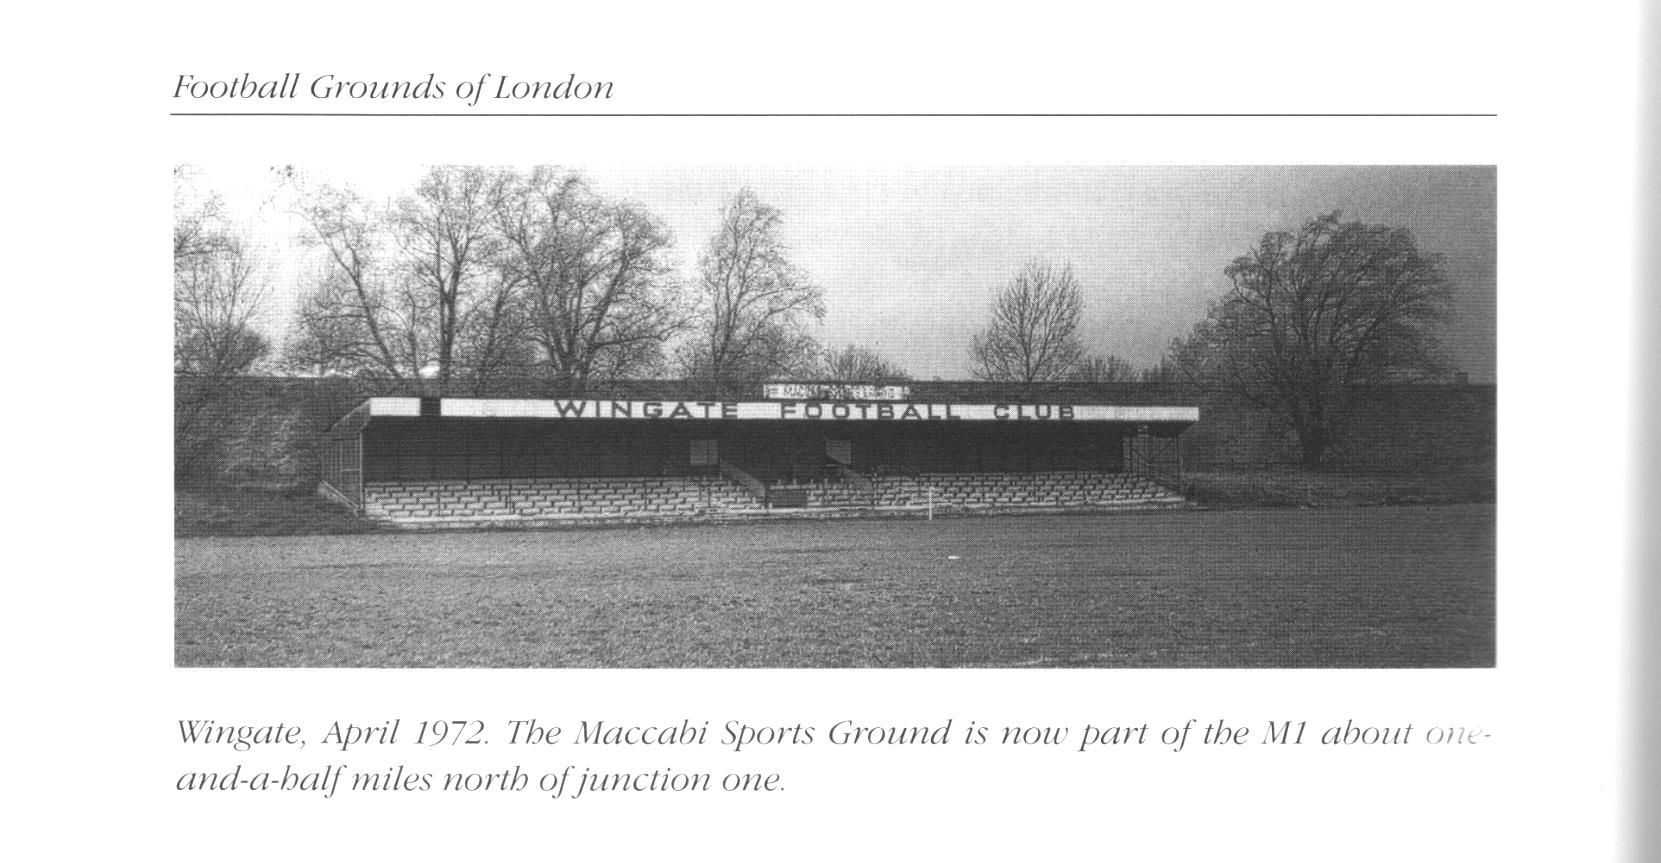 Football Grounds of London
WINGATE FOOTBALL CLUB
Wingate, April 1972. The Maccabi Sports Ground is now part of the M1 about one-
and-a-half miles north of junction one.